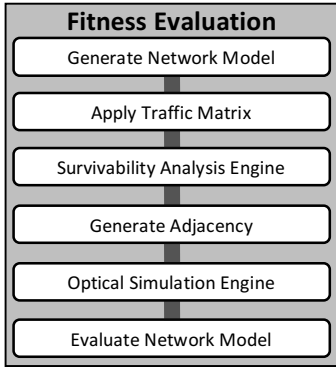 Fitness Evaluation
Generate Network Model
Apply Traffic Matrix
Survivability Analysis Engine
Generate Adjacency
Optical Simulation Engine
Evaluate Network Model